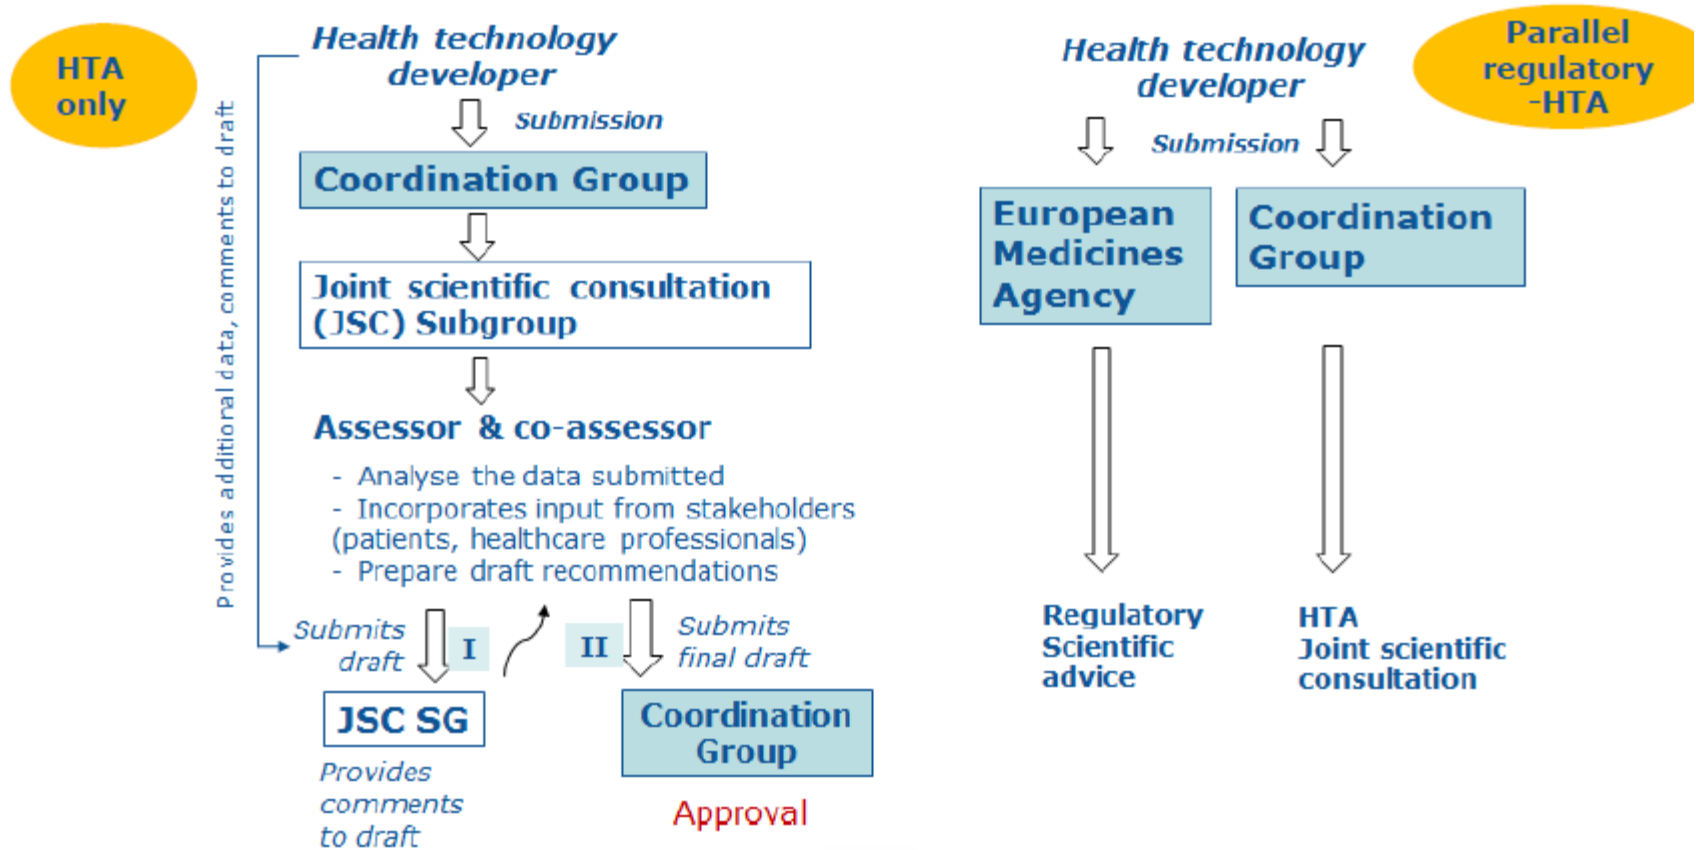 HTA
only
Provides additional data, comments to draft
Health technology
developer
Submission
Coordination Group
Joint scientific consultation
(JSC) Subgroup
Assessor & co-assessor
- Analyse the data submitted
- Incorporates input from stakeholders
(patients, healthcare professionals)
- Prepare draft recommendations
Submits
draft
I
II
Submits
final draft
JSC SG
Provides
comments
to draft
Coordination
Group
Approval
Parallel
regulatory
-HTA
Health technology
developer
Submission
European
Medicines
Agency
Coordination
Group
Regulatory
Scientific
advice
HTA
Joint scientific
consultation